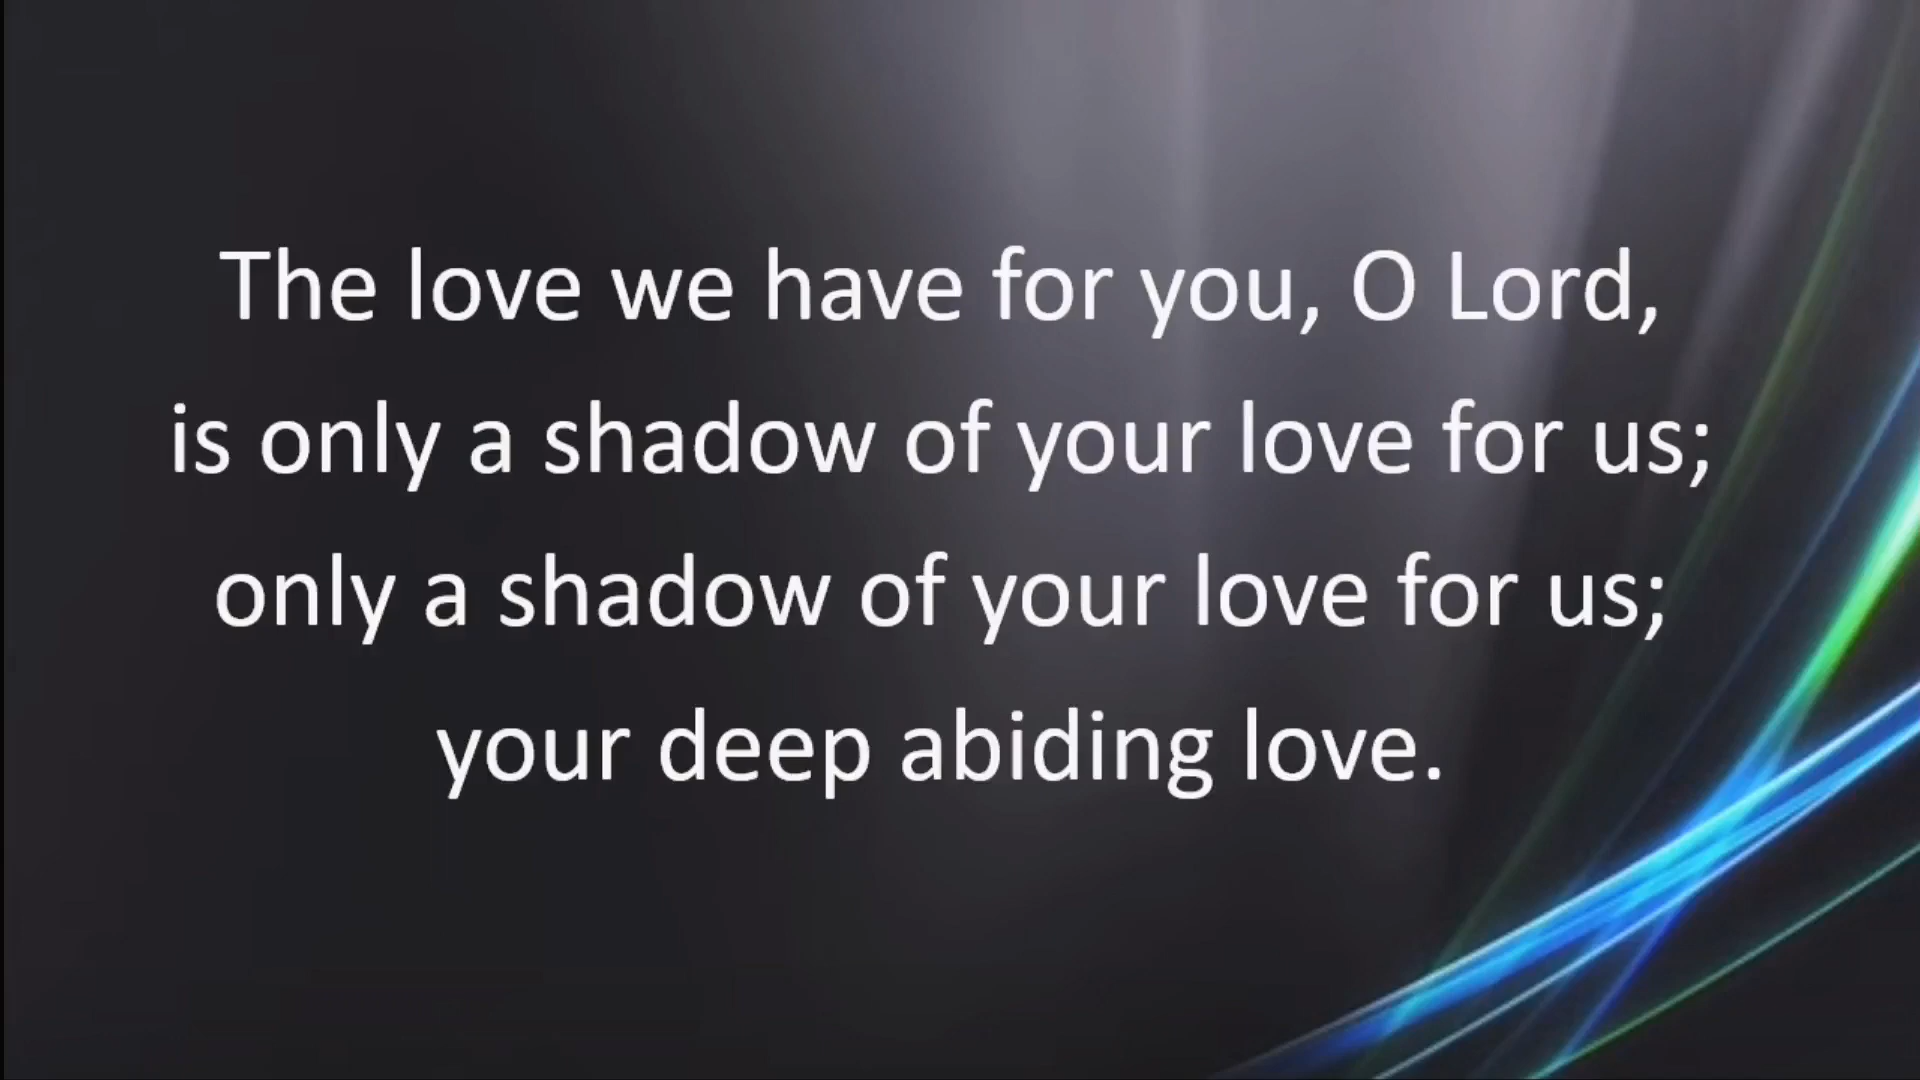 The love we have for you, O Lord,
is only a shadow of your love for us;
only a shadow of your love for us;
your deep abiding love.